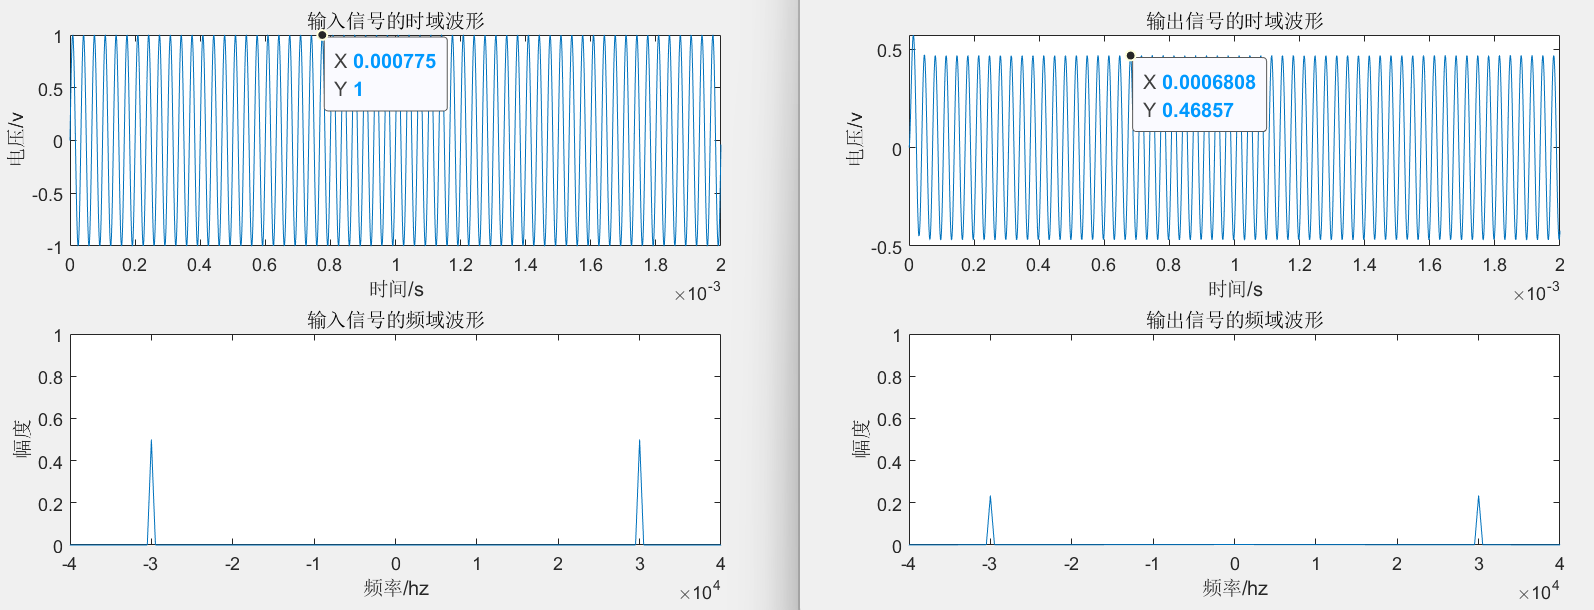 输入信号的时域波形
1
0.5
0
-0.5
-1
电压/v
X 0.000775
Y 1
0 0.2 0.4 0.6 0.8 1 1.2 1.4 1.6 1.8 2
时间/s
×10-3
输出信号的时域波形
0.5
0
-0.5
电压/v
X 0.0006808
Y 0.46857
0 0.2 0.4 0.6 0.8 1 1.2 1.4 1.6 1.8 2
时间/s
×10-3
输入信号的频域波形
1
0.8
0.6
0.4
0.2
0
幅度
-4 -3 -2 -1 0 1 2 3 4
频率/hz
×104
输出信号的频域波形
1
0.8
0.6
0.4
0.2
0
幅度
-4 -3 -2 -1 0 1 2 3 4
频率/hz
×104